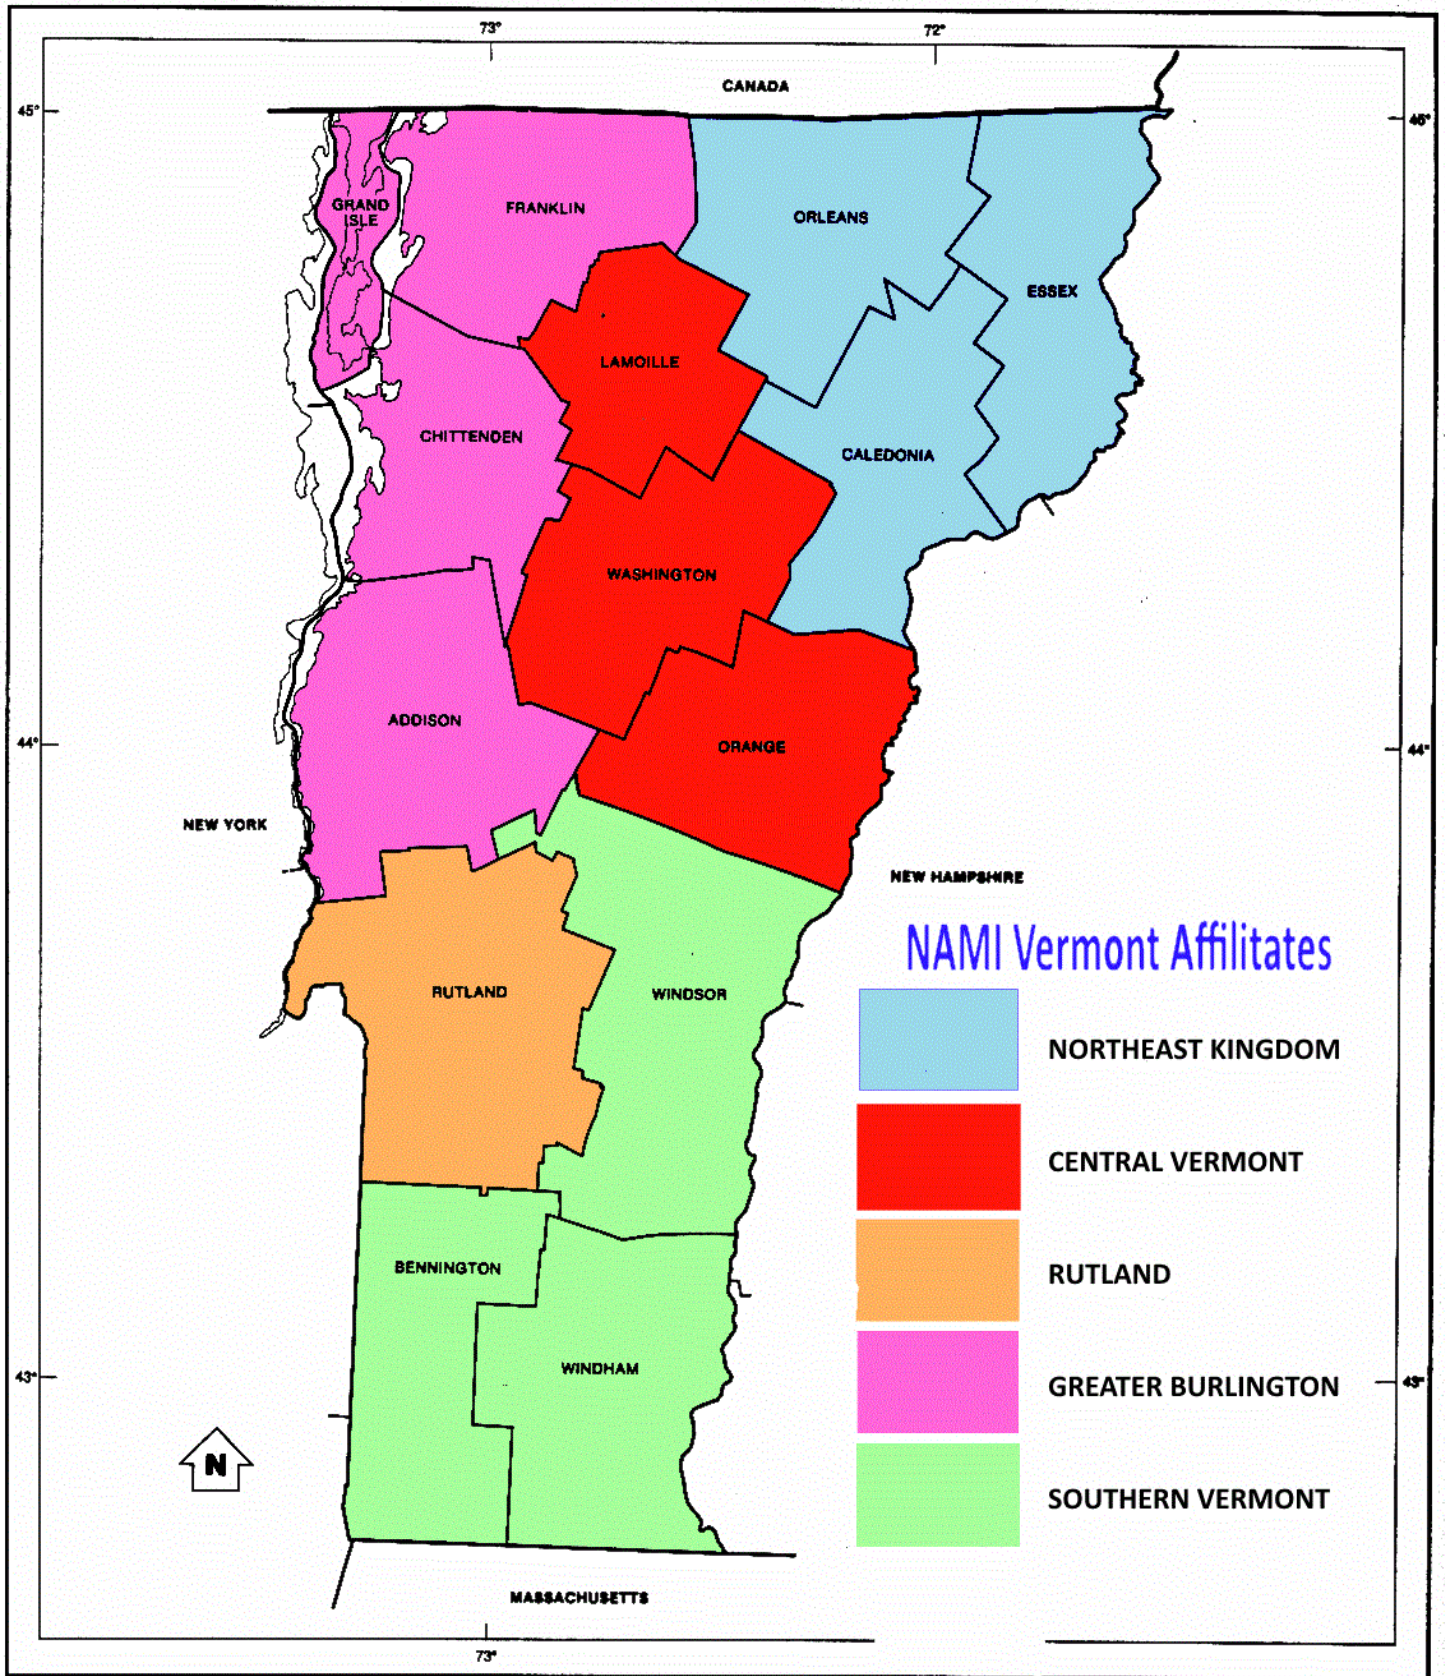 73°
72°
CANADA
45°
45°
GRAND
ISLE
FRANKLIN
ORLEANS
ESSEX
LAMOILLE
CHITTENDEN
CALEDONIA
WASHINGTON
ADDISON
ORANGE
44°
44°
NEW YORK
NEW HAMPSHIRE
NAMI Vermont Affilitates
RUTLAND
WINDSOR
NORTHEAST KINGDOM
CENTRAL VERMONT
BENNINGTON
RUTLAND
WINDHAM
43°
43°
GREATER BURLINGTON
N
SOUTHERN VERMONT
MASSACHUSETTS
73°